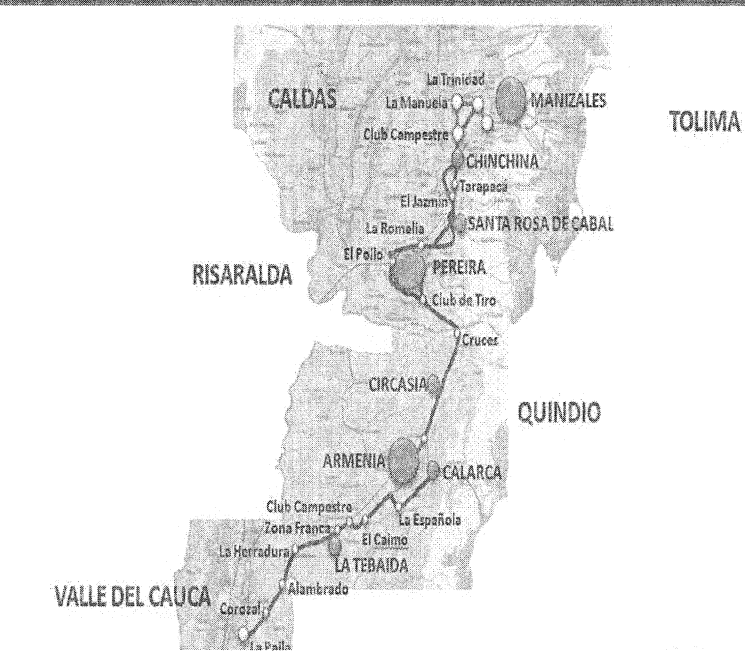 La Trinidad
CALDAS
La Manuela
MANIZALES
TOLIMA
Club Campestre
CHINCHINA
Tarapacá
El Jazmin
SANTA ROSA DE CABAL
La Romelia
El Pollo
PEREIRA
RISARALDA
Club de Tiro
Cruces
CIRCASIA
QUINDIO
ARMENIA
CALARCA
Club Campestre
La Española
Zona Franca
El Caimo
La Herradura
LA TEBAIDA
Alambrado
VALLE DEL CAUCA
Corozal
La Paila